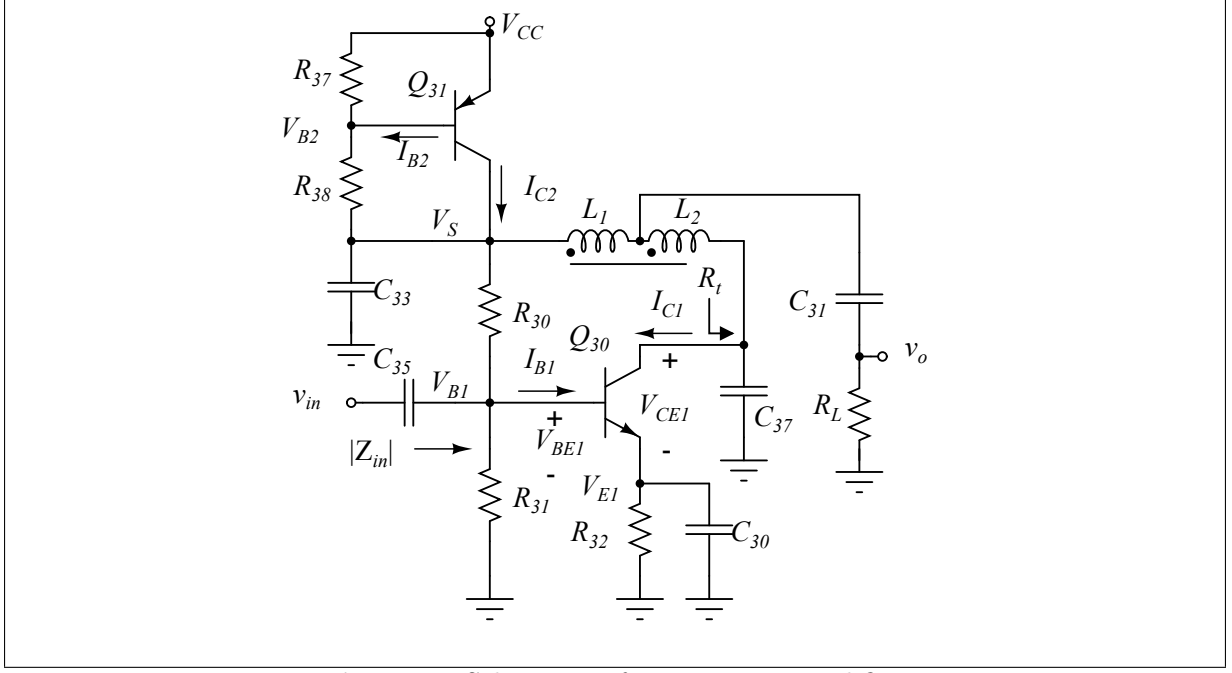 V_CC
R_37
Q_31
V_B2
I_B2
R_38
I_C2
V_S
L_1
L_2
C_33
R_30
R_t
I_C1
C_31
Q_30
+
v_o
C_35
I_B1
v_in
V_B1
+
V_BE1
-
V_CE1
-
C_37
R_L
|Z_in|
R_31
V_E1
R_32
C_30